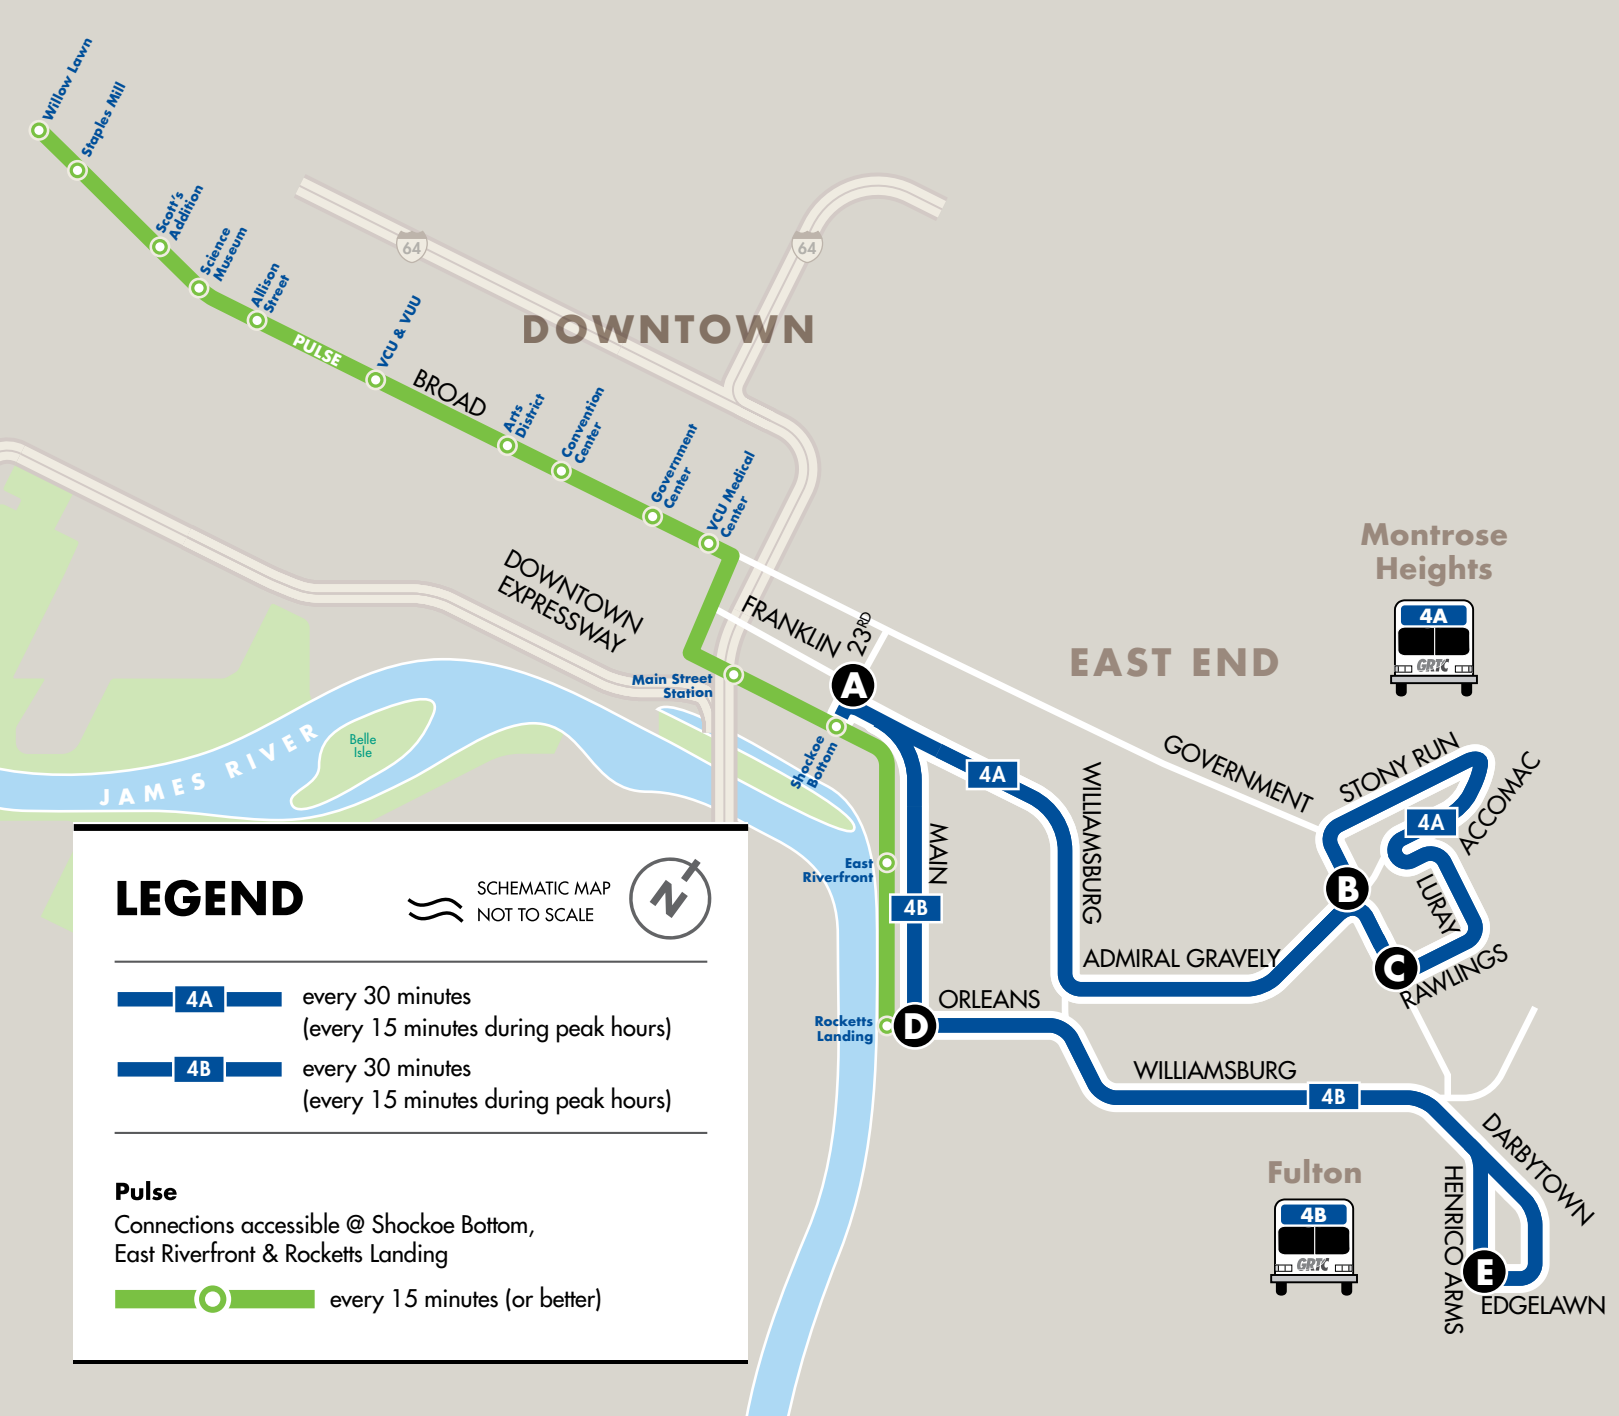 Willow Lawn
Staples Mill
Scott's
Addition
Science
Museum
Allison
Street
PULSE
VCU & VUU
BROAD
Arts
District
Convention
Center
Government
Center
VCU Medical
Center
64
64
DOWNTOWN
DOWNTOWN
EXPRESSWAY
FRANKLIN
23RD
A
EAST END
Montrose
Heights
4A
GRTC
Main Street
Station
Shockoe
Bottom
JAMES RIVER
Belle
Isle
4A
WILLIAMSBURG
GOVERNMENT
STONY RUN
ACCOMAC
4A
LURAY
B
C
RAWLINGS
East
Riverfront
MAIN
4B
ADMIRAL GRAVELY
ORLEANS
Rocketts
Landing
D
WILLIAMSBURG
4B
DARBYTOWN
HENRICO ARMS
E
EDGELAWN
Fulton
4B
GRTC
LEGEND
SCHEMATIC MAP
NOT TO SCALE
N
4A
every 30 minutes
(every 15 minutes during peak hours)
4B
every 30 minutes
(every 15 minutes during peak hours)
Pulse
Connections accessible @ Shockoe Bottom,
East Riverfront & Rocketts Landing
every 15 minutes (or better)